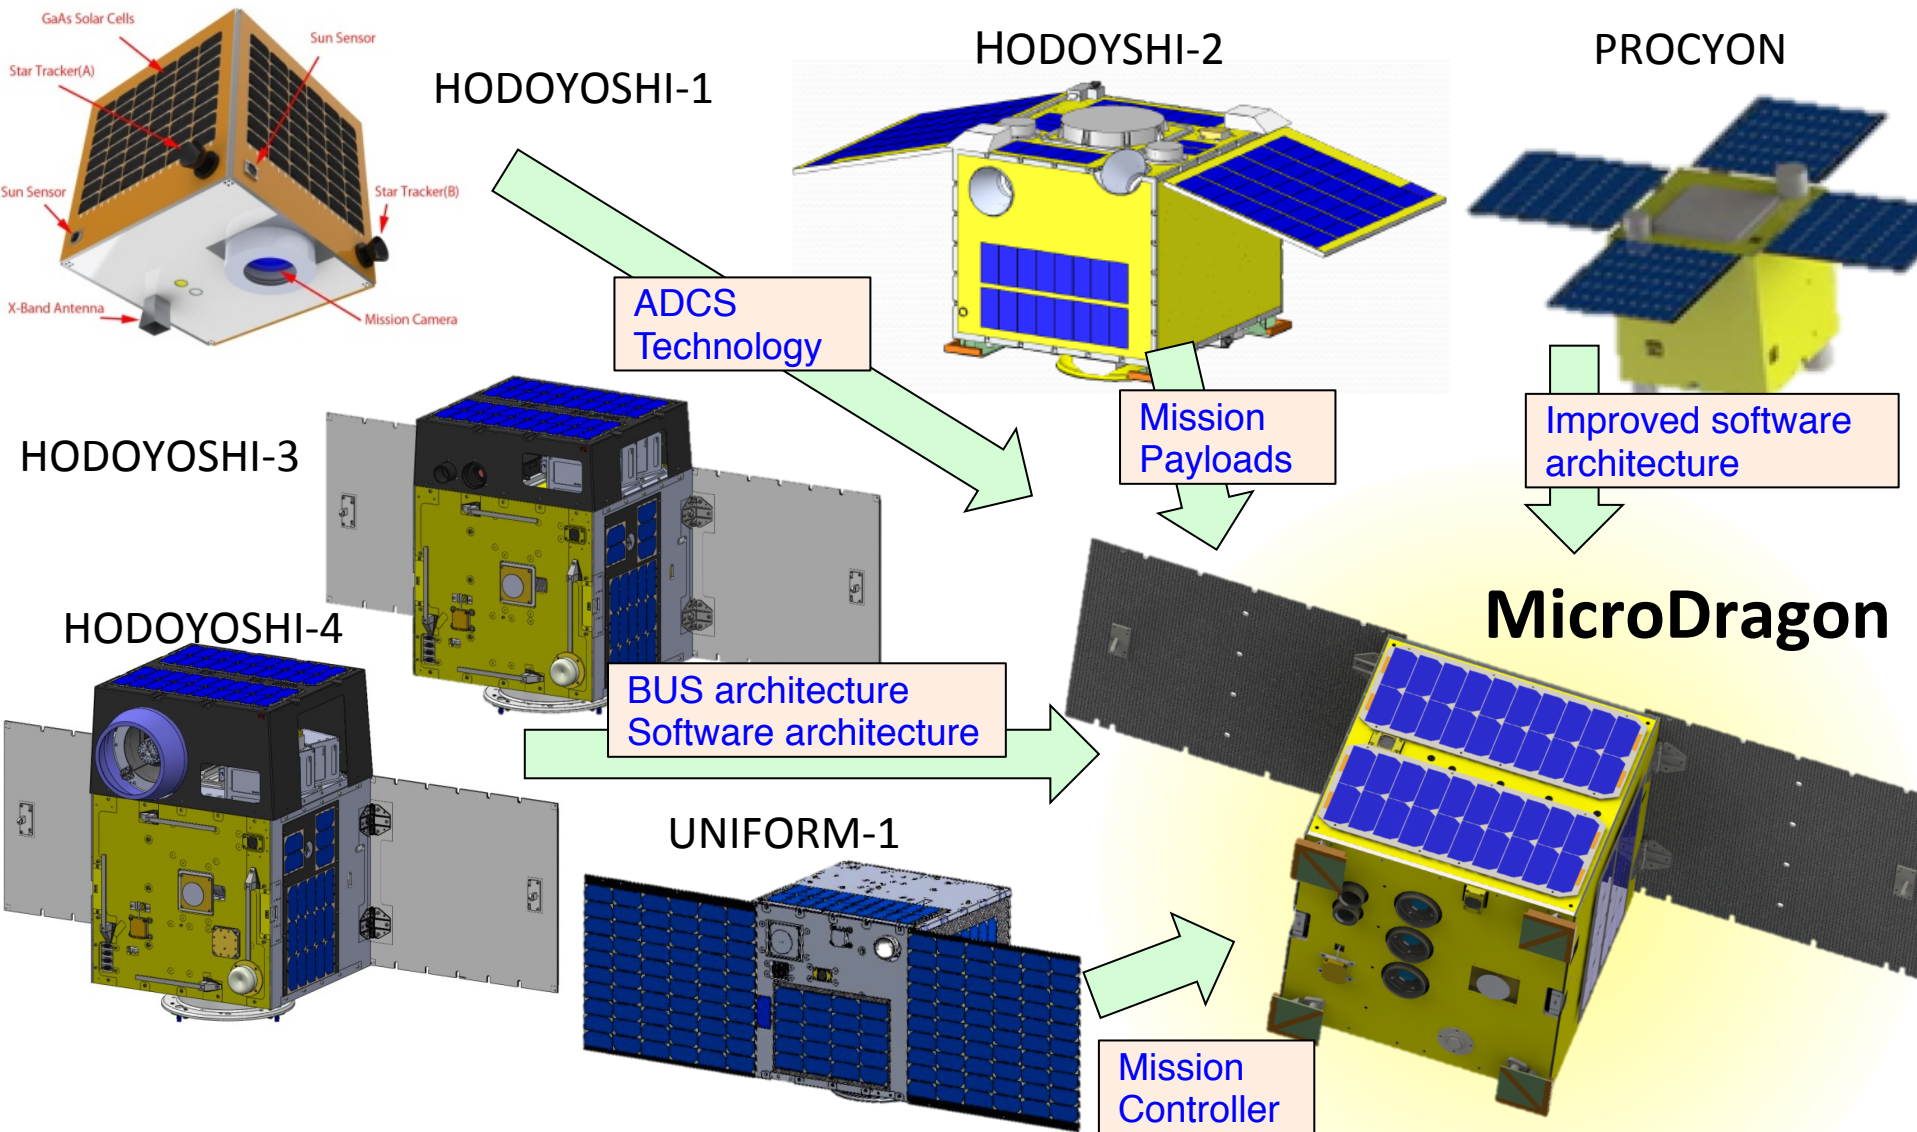 GaAs Solar Cells
Sun Sensor
Star Tracker(A)
Sun Sensor
Star Tracker(B)
X-Band Antenna
Mission Camera
HODOYOSHI-1
HODOYSHI-2
PROCYON
ADCS
Technology
Mission
Payloads
Improved software
architecture
HODOYOSHI-3
HODOYOSHI-4
MicroDragon
BUS architecture
Software architecture
UNIFORM-1
Mission
Controller